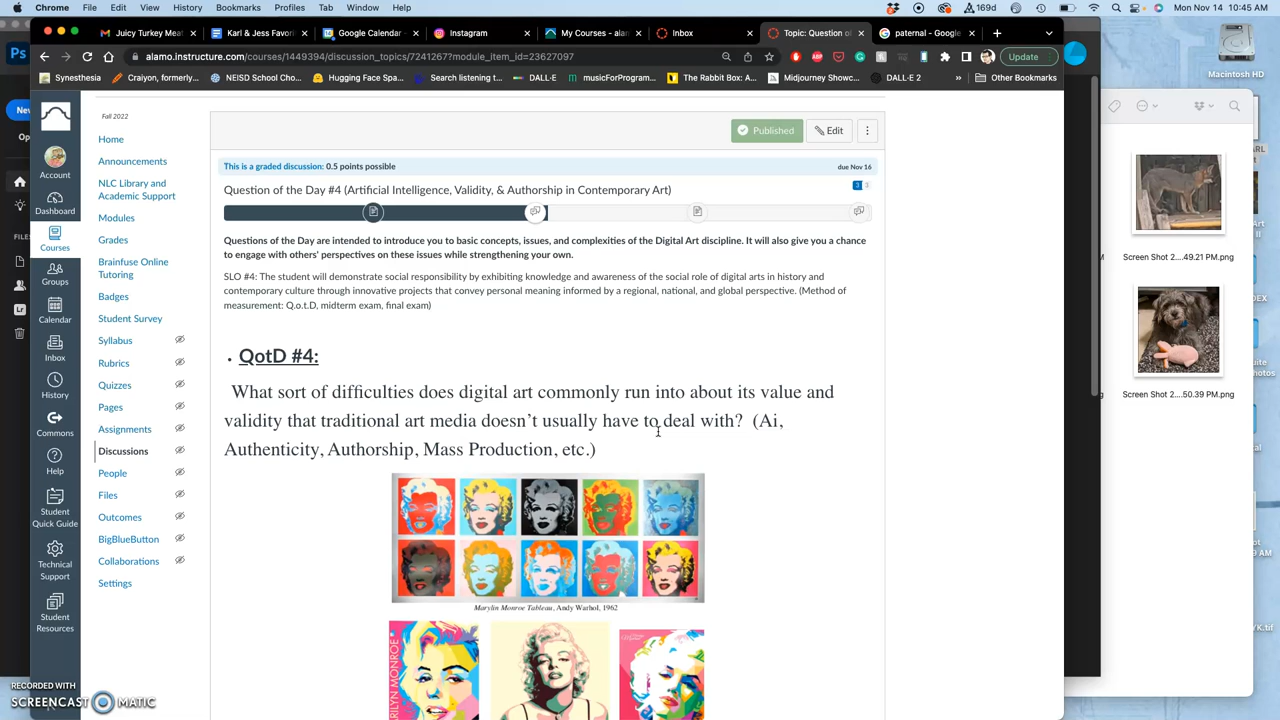 Chrome File Edit View History Bookmarks Profiles Tab Window Help 169 Mon Nov 14 10:45 AM
Juicy Turkey Meat Karl & Jess Favori Google Calendar - Instagram My Courses - alam Inbox Topic: Question o paternal - Google
alamo.instructure.com/courses/1449394/discussion_topics/7241267?module_item_id=23627097 Update
Synesthesia Craiyon, formerly... NEISD School Cho... Hugging Face Spa... Search listening t... DALL·E musicForProgram... The Rabbit Box: A... Midjourney Showc... DALL·E 2 » Other Bookmarks
Macintosh HD
Fall 2022
Home
Announcements
NLC Library and
Academic Support
Modules
Grades
Brainfuse Online
Tutoring
Badges
Student Survey
Syllabus
Rubrics
Quizzes
Pages
Assignments
Discussions
People
Files
Outcomes
BigBlueButton
Collaborations
Settings
Account
Dashboard
Courses
Groups
Calendar
Inbox
History
Commons
Help
Student
Quick Guide
Technical
Support
Student
Resources
Published Edit
This is a graded discussion: 0.5 points possible due Nov 16
Question of the Day #4 (Artificial Intelligence, Validity, & Authorship in Contemporary Art) 3 3
Questions of the Day are intended to introduce you to basic concepts, issues, and complexities of the Digital Art discipline. It will also give you a chance
to engage with others' perspectives on these issues while strengthening your own.
SLO #4: The student will demonstrate social responsibility by exhibiting knowledge and awareness of the social role of digital arts in history and
contemporary culture through innovative projects that convey personal meaning informed by a regional, national, and global perspective. (Method of
measurement: Q.o.t.D, midterm exam, final exam)
• QotD #4:
What sort of difficulties does digital art commonly run into about its value and
validity that traditional art media doesn't usually have to deal with? (Ai,
Authenticity, Authorship, Mass Production, etc.)
Marylin Monroe Tableau, Andy Warhol, 1962
ARILYN MONROE
Screen Shot 2....49.21 PM.png
Screen Shot 2....50.39 PM.png
Ps
New
Lr
RECORDED WITH
SCREENCAST MATIC